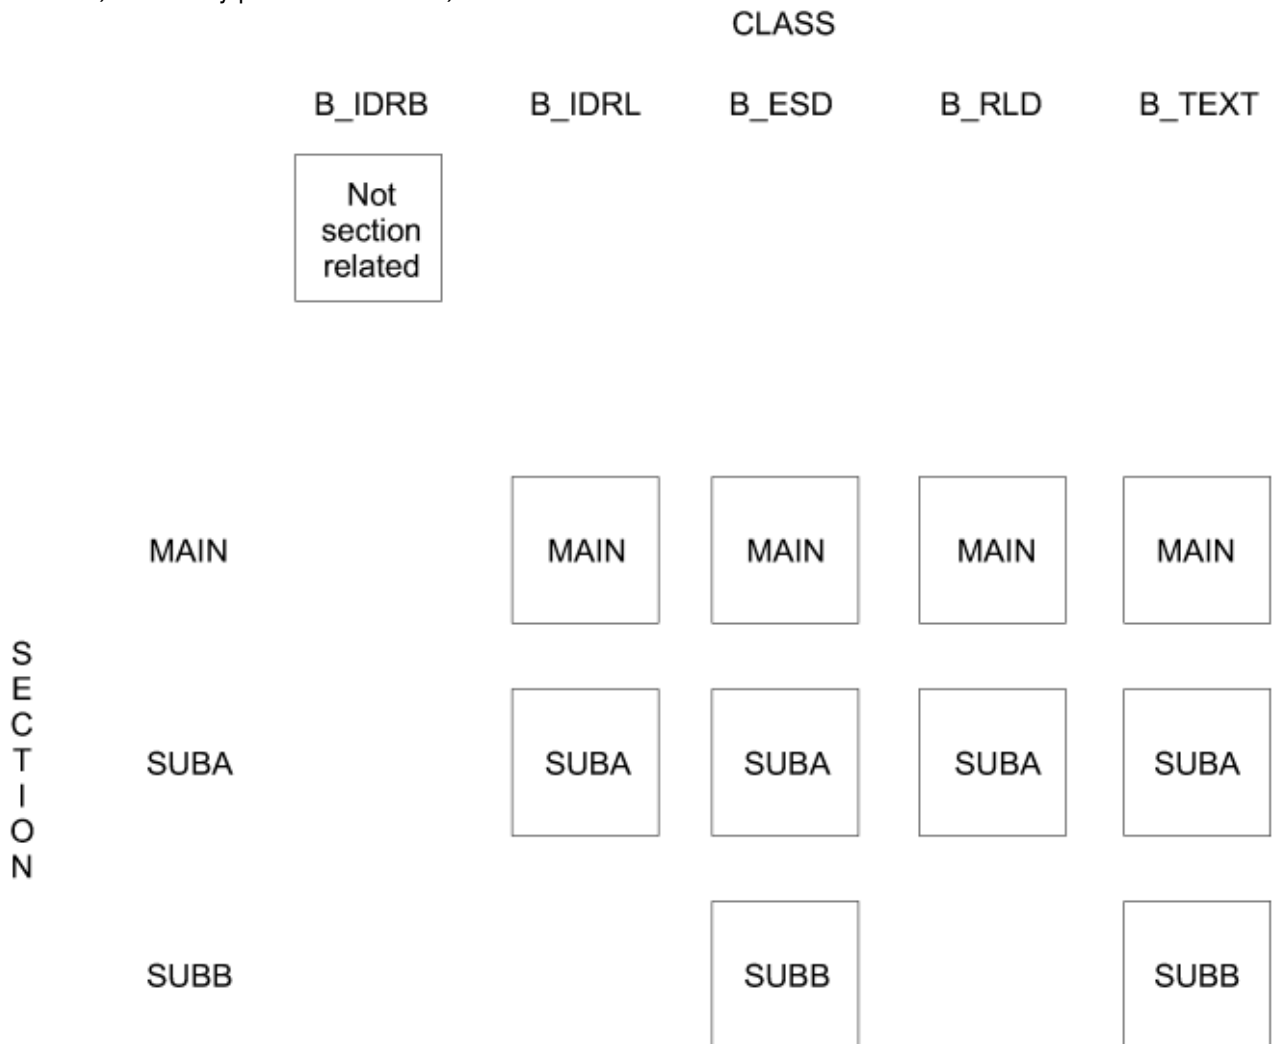 CLASS
B_IDRB B_IDRL B_ESD B_RLD B_TEXT
Not
section
related
MAIN MAIN MAIN MAIN MAIN
SECTION
SUBA SUBA SUBA SUBA SUBA
SUBB SUBB SUBB